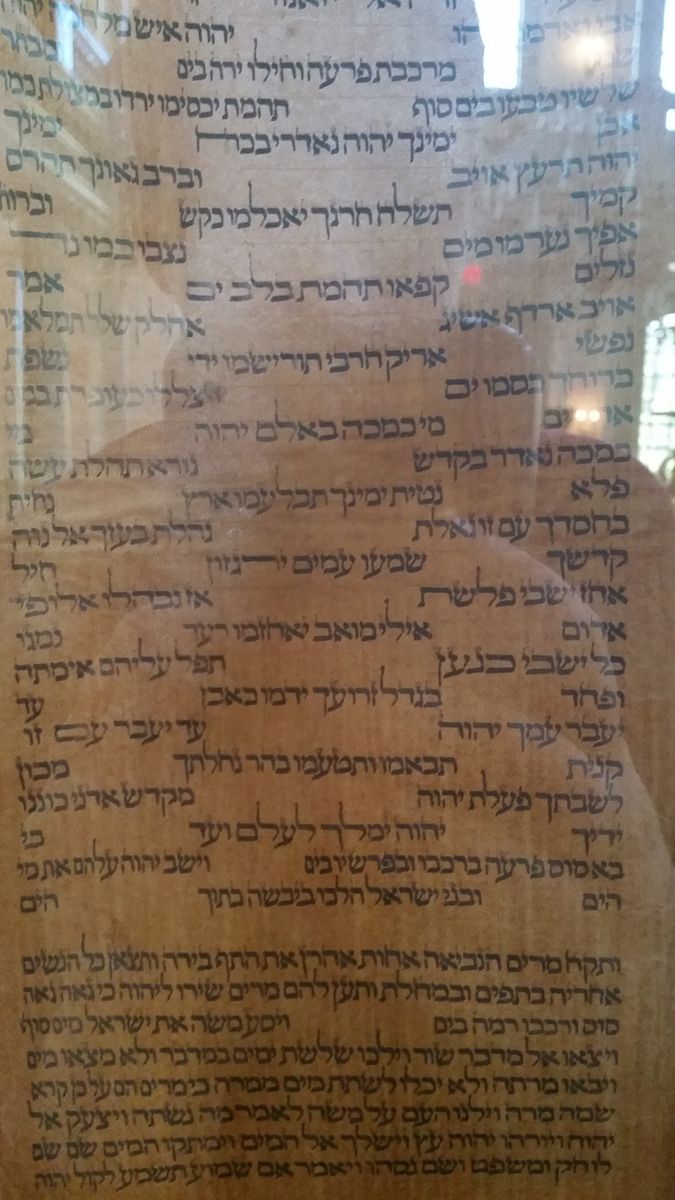 יהוה איש מלחמה יהוה
מרכבת פרעה וחילו ירה בים מבחר
שלשיו טבעו בים סוף תהמת יכסימו ירדו במצולת כמו
אבן ימינך יהוה נאדרי בכח ימינך
יהוה תרעץ אויב וברב גאונך תהרס
קמיך תשלח חרנך יאכלמו כקש וברוח
אפיך נערמו מים נצבו כמו נד
נזלים קפאו תהמת בלב ים אמר
אויב ארדף אשיג אחלק שלל תמלאמו
נפשי אריק חרבי תורישמו ידי נשפת
ברוחך כסמו ים צללו כעופרת במים
מי כמכה באלם יהוה מי
כמכה נאדר בקדש נורא תהלת עשה
פלא נטית ימינך תבלעמו ארץ נחית
בחסדך עם זו גאלת נהלת בעזך אל נוה
קדשך שמעו עמים ירגזון חיל
אחז ישבי פלשת אז נבהלו אלופי
אדום אילי מואב יאחזמו רעד נמגו
כל ישבי כנען תפל עליהם אימתה
ופחד בגדל זרועך ידמו כאבן עד
יעבר עמך יהוה עד יעבר עם זו
קנית תבאמו ותטעמו בהר נחלתך מכון
לשבתך פעלת יהוה מקדש אדני כוננו
ידיך יהוה ימלך לעלם ועד כי
בא סוס פרעה ברכבו ובפרשיו בים וישב יהוה עלהם את מי
הים ובני ישראל הלכו ביבשה בתוך הים
ותקח מרים הנביאה אחות אהרן את התף בידה ותצאן כל הנשים
אחריה בתפים ובמחלת ותען להם מרים שירו ליהוה כי גאה גאה
סוס ורכבו רמה בים ויסע משה את ישראל מים סוף
ויצאו אל מדבר שור וילכו שלשת ימים במדבר ולא מצאו מים
ויבאו מרתה ולא יכלו לשתת מים ממרה כי מרים הם על כן קרא
שמה מרה וילנו העם על משה לאמר מה נשתה ויצעק אל
יהוה ויורהו יהוה עץ וישלך אל המים וימתקו המים שם שם
לו חק ומשפט ושם נסהו ויאמר אם שמוע תשמע לקול יהוה